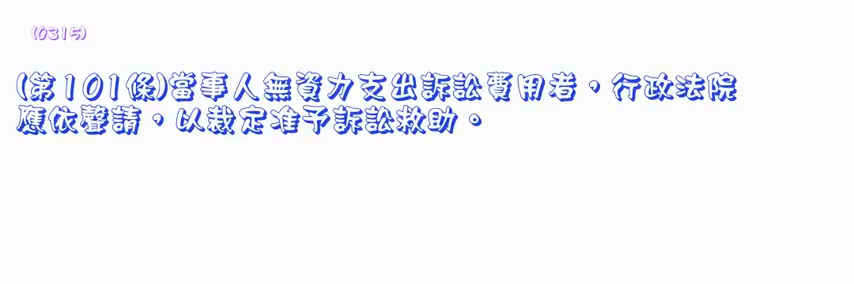 (0315)
(第101條)當事人無資力支出訴訟費用者，行政法院
應依聲請，以裁定准予訴訟救助。